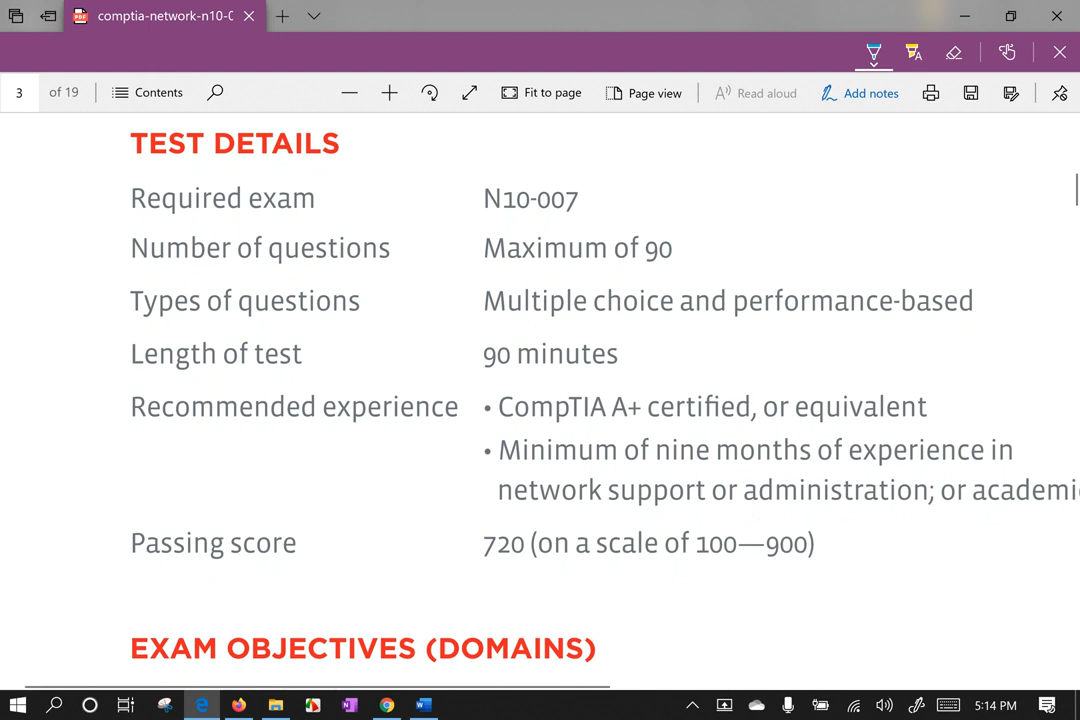 comptia-network-n10-0
3 of 19 Contents Fit to page Page view Read aloud Add notes
TEST DETAILS
Required exam N10-007
Number of questions Maximum of 90
Types of questions Multiple choice and performance-based
Length of test 90 minutes
Recommended experience • CompTIA A+ certified, or equivalent
• Minimum of nine months of experience in
network support or administration; or academi
Passing score 720 (on a scale of 100—900)
EXAM OBJECTIVES (DOMAINS)
5:14 PM